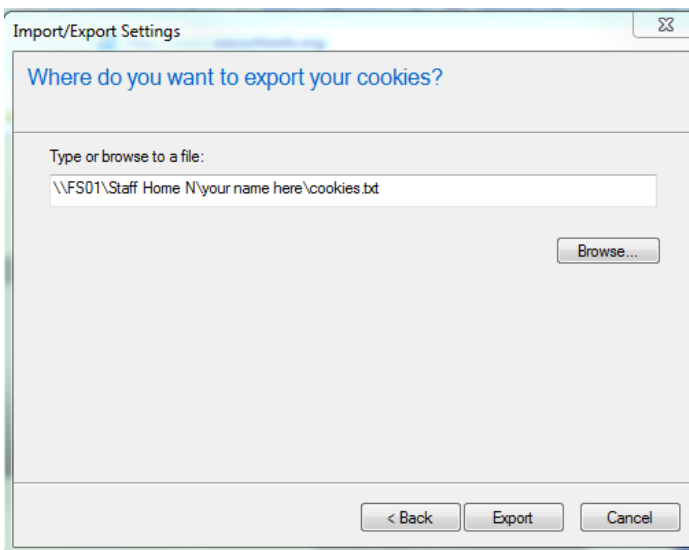 Import/Export Settings
Where do you want to export your cookies?
Type or browse to a file:
\\FS01\Staff Home N\your name here\cookies.txt
Browse...
< Back
Export
Cancel